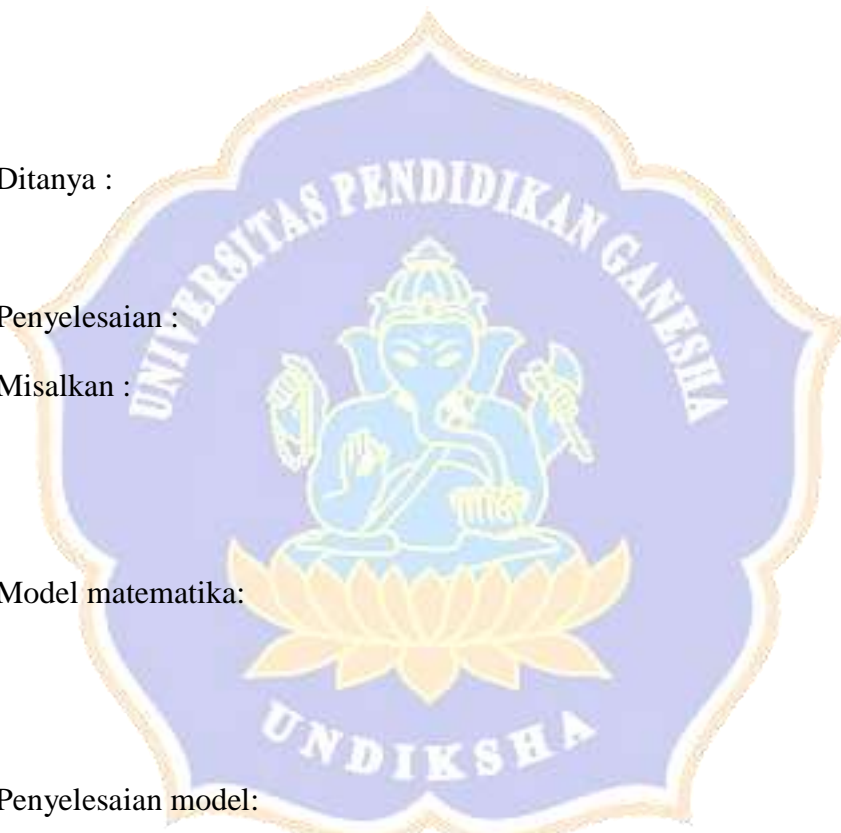 Ditanya :
UNIVERSITAS PENDIDIKAN GANESHA
Penyelesaian :
Misalkan :
Model matematika:
UNDIKSHA
Penyelesaian model: